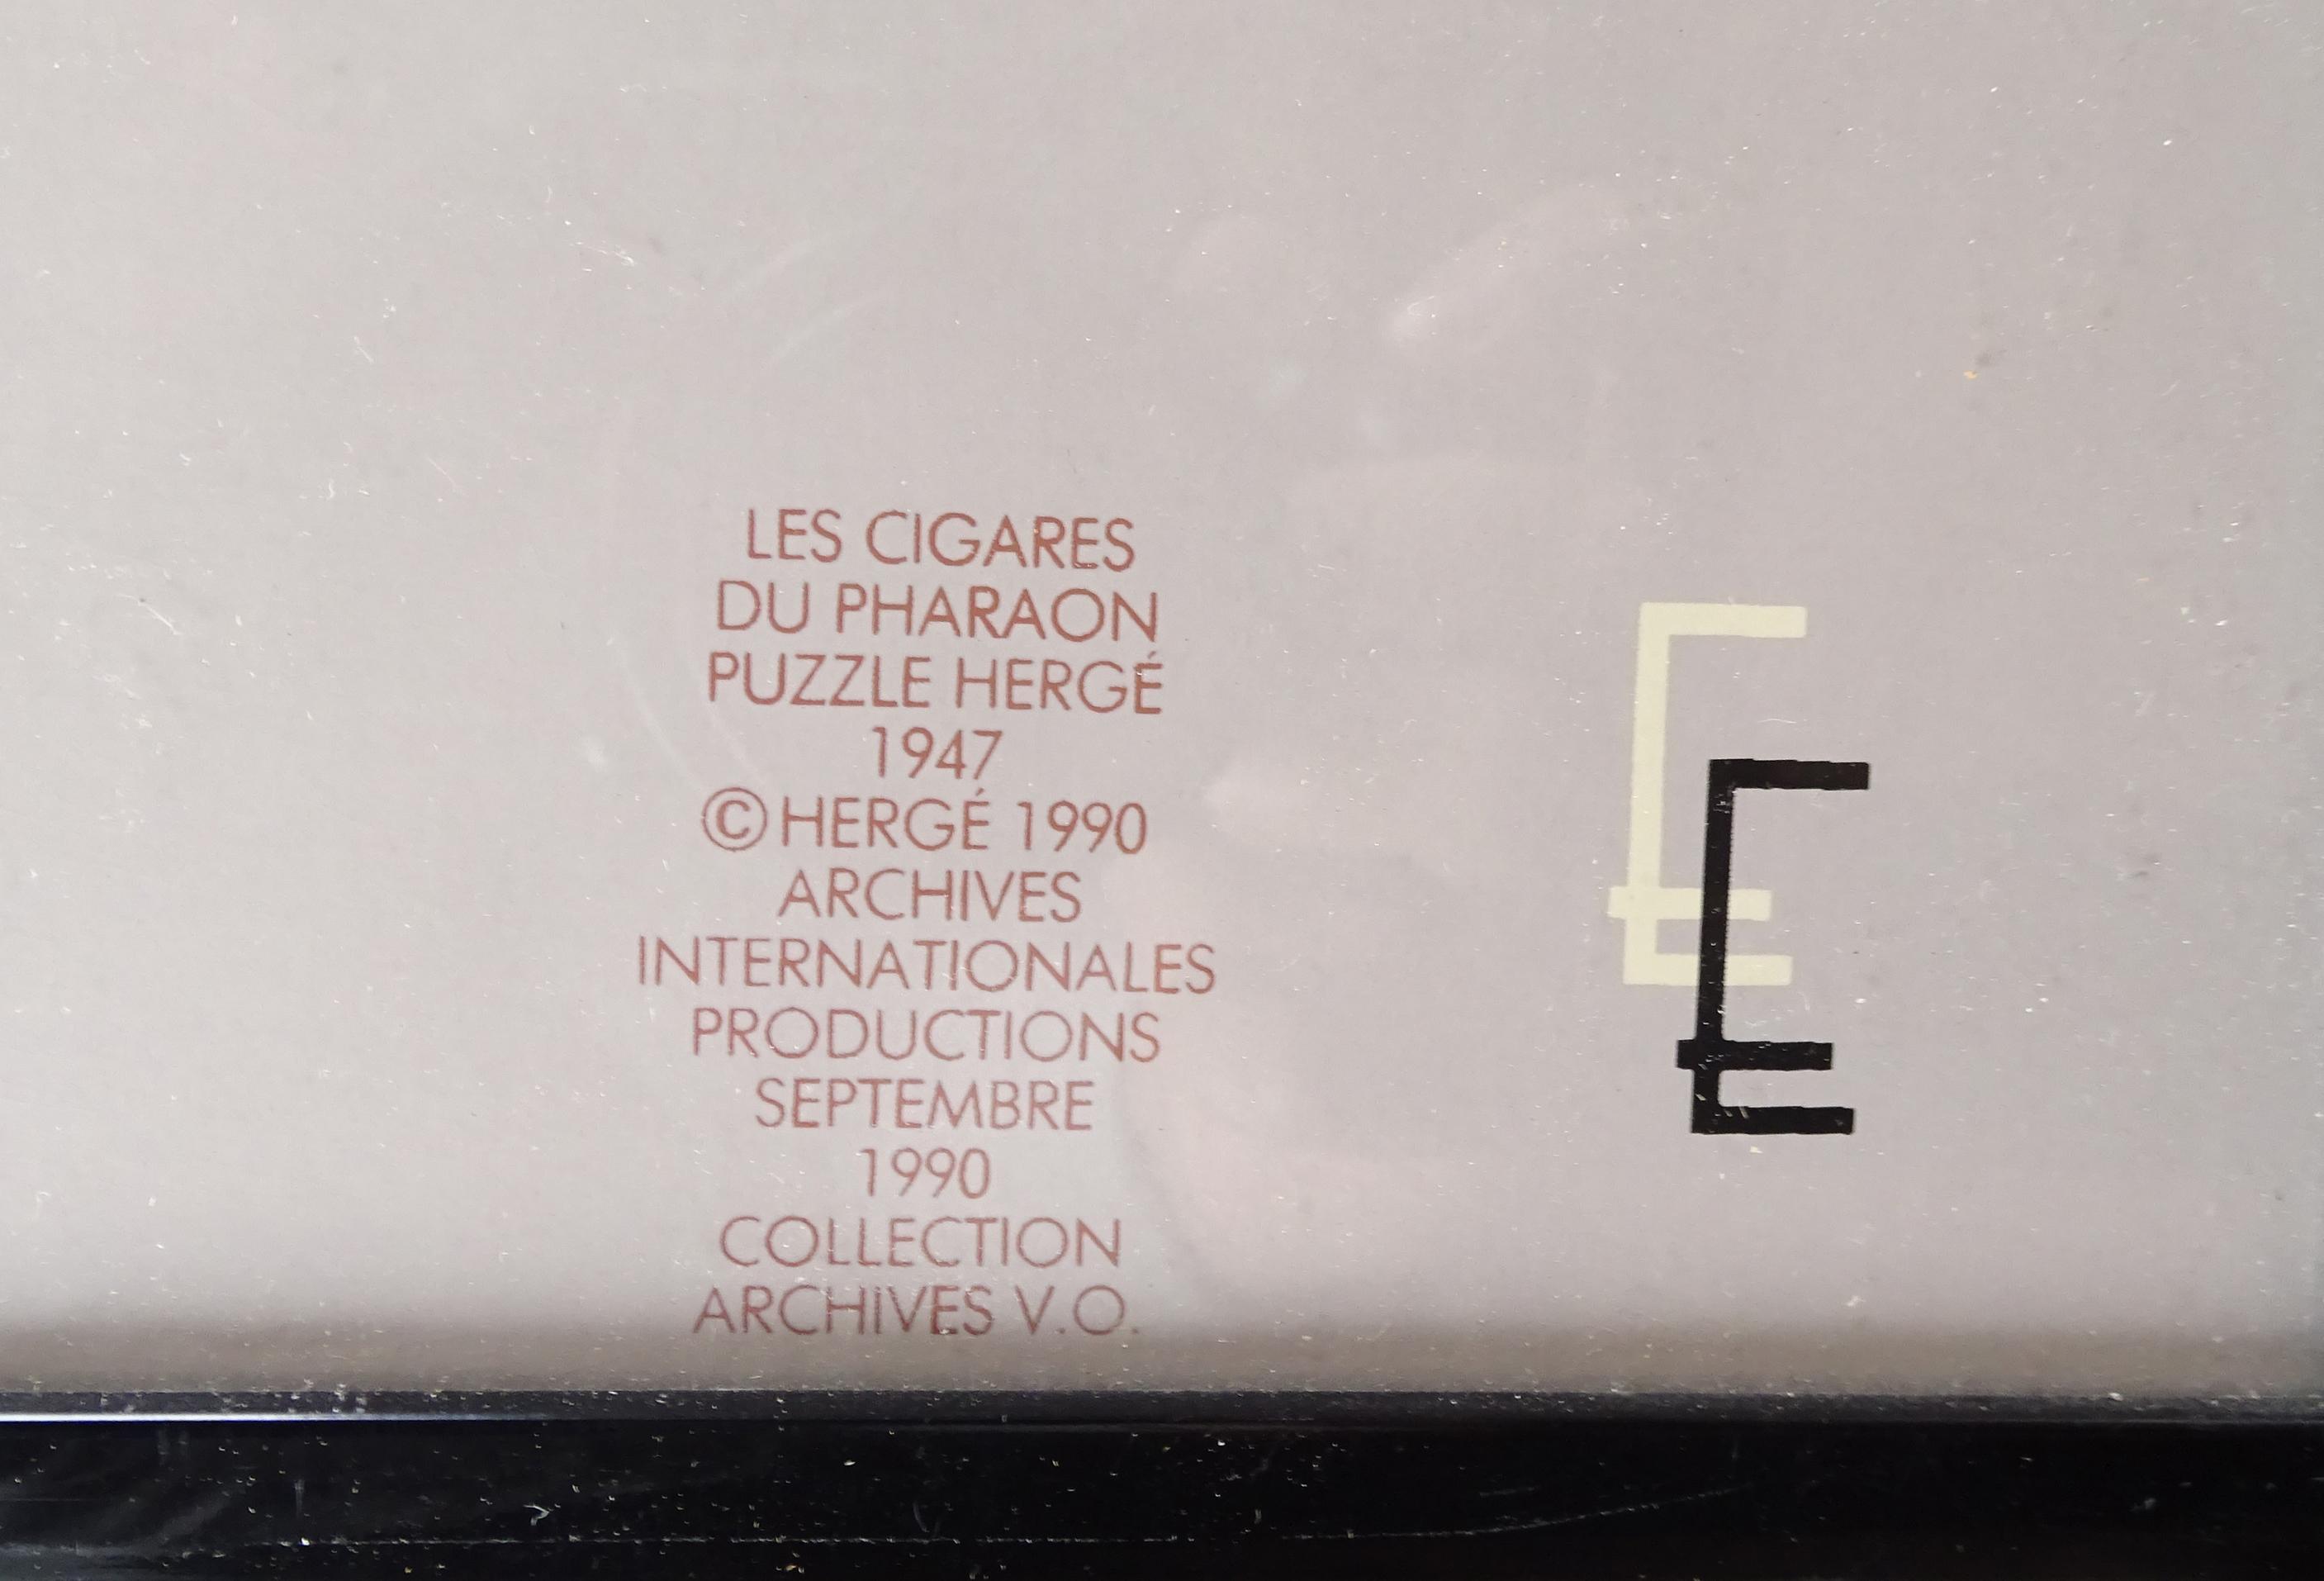 LES CIGARES
DU PHARAON
PUZZLE HERGÉ
1947
© HERGÉ 1990
ARCHIVES
INTERNATIONALES
PRODUCTIONS
SEPTEMBRE
1990
COLLECTION
ARCHIVES V.O.